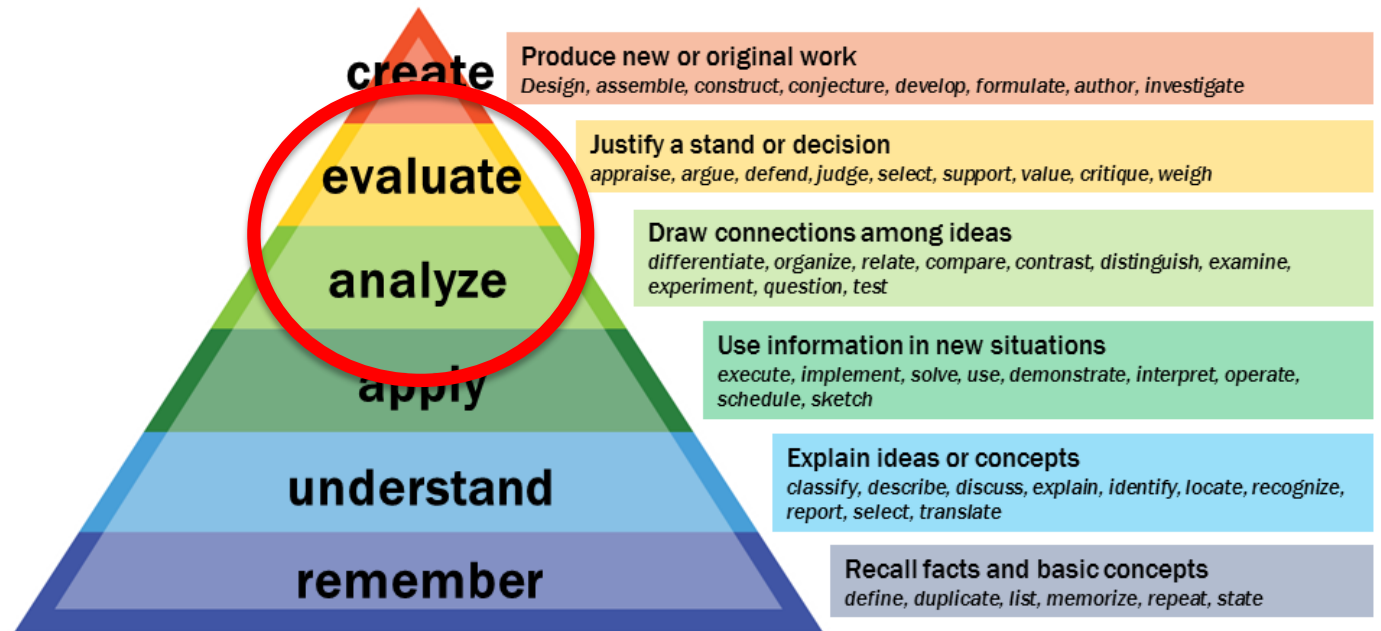 create
Produce new or original work
Design, assemble, construct, conjecture, develop, formulate, author, investigate
evaluate
Justify a stand or decision
appraise, argue, defend, judge, select, support, value, critique, weigh
analyze
Draw connections among ideas
differentiate, organize, relate, compare, contrast, distinguish, examine,
experiment, question, test
apply
Use information in new situations
execute, implement, solve, use, demonstrate, interpret, operate,
schedule, sketch
understand
Explain ideas or concepts
classify, describe, discuss, explain, identify, locate, recognize,
report, select, translate
remember
Recall facts and basic concepts
define, duplicate, list, memorize, repeat, state